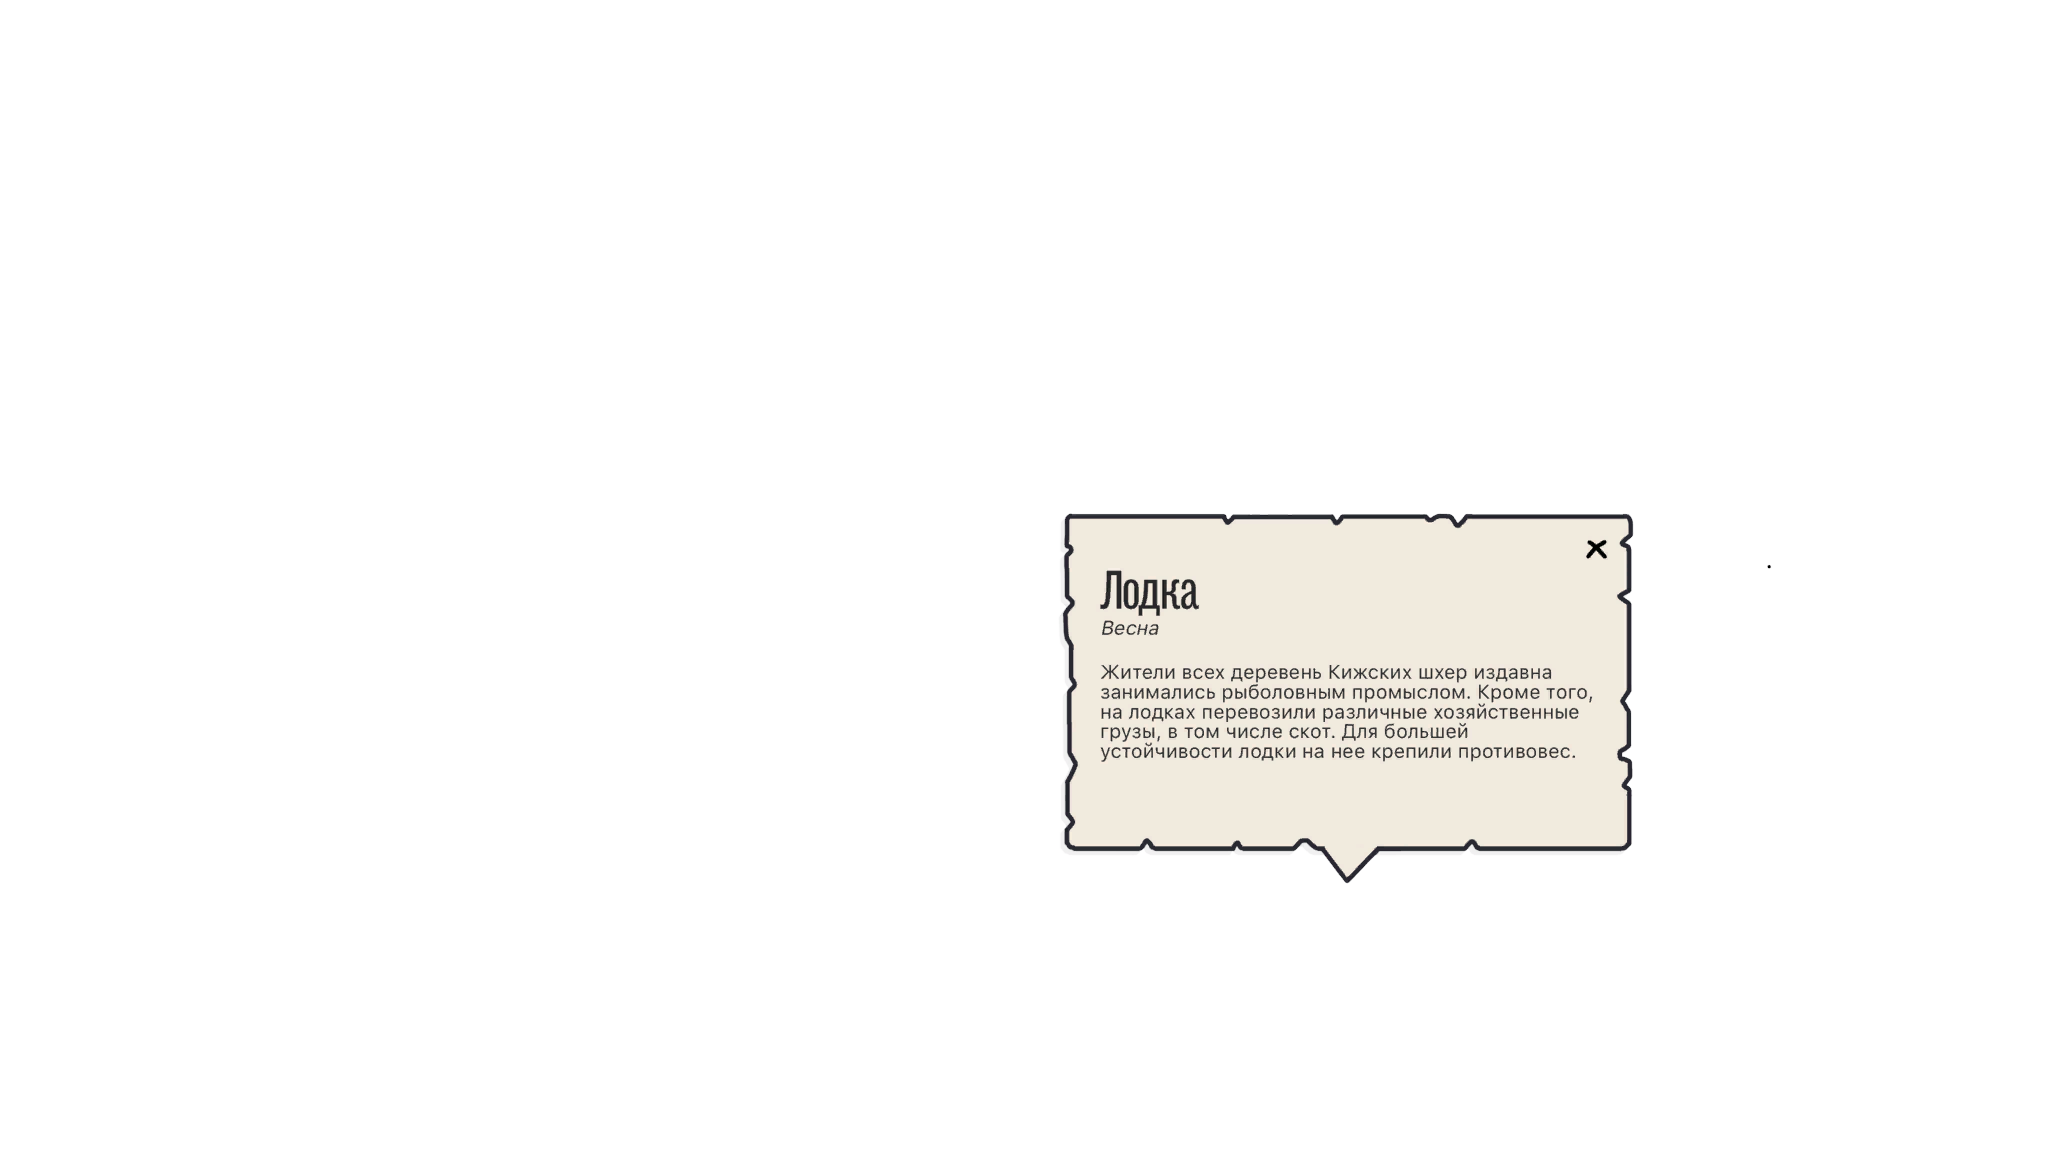 Лодка
Весна
Жители всех деревень Кижских шхер издавна
занимались рыболовным промыслом. Кроме того,
на лодках перевозили различные хозяйственные
грузы, в том числе скот. Для большей
устойчивости лодки на нее крепили противовес.